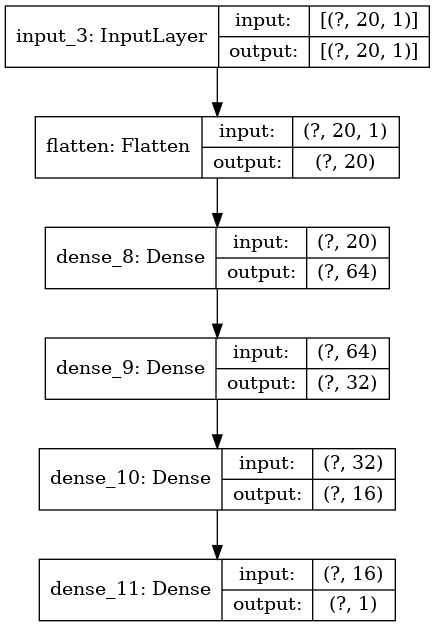 input_3: InputLayer
input: [(?, 20, 1)]
output: [(?, 20, 1)]
flatten: Flatten
input: (?, 20, 1)
output: (?, 20)
dense_8: Dense
input: (?, 20)
output: (?, 64)
dense_9: Dense
input: (?, 64)
output: (?, 32)
dense_10: Dense
input: (?, 32)
output: (?, 16)
dense_11: Dense
input: (?, 16)
output: (?, 1)